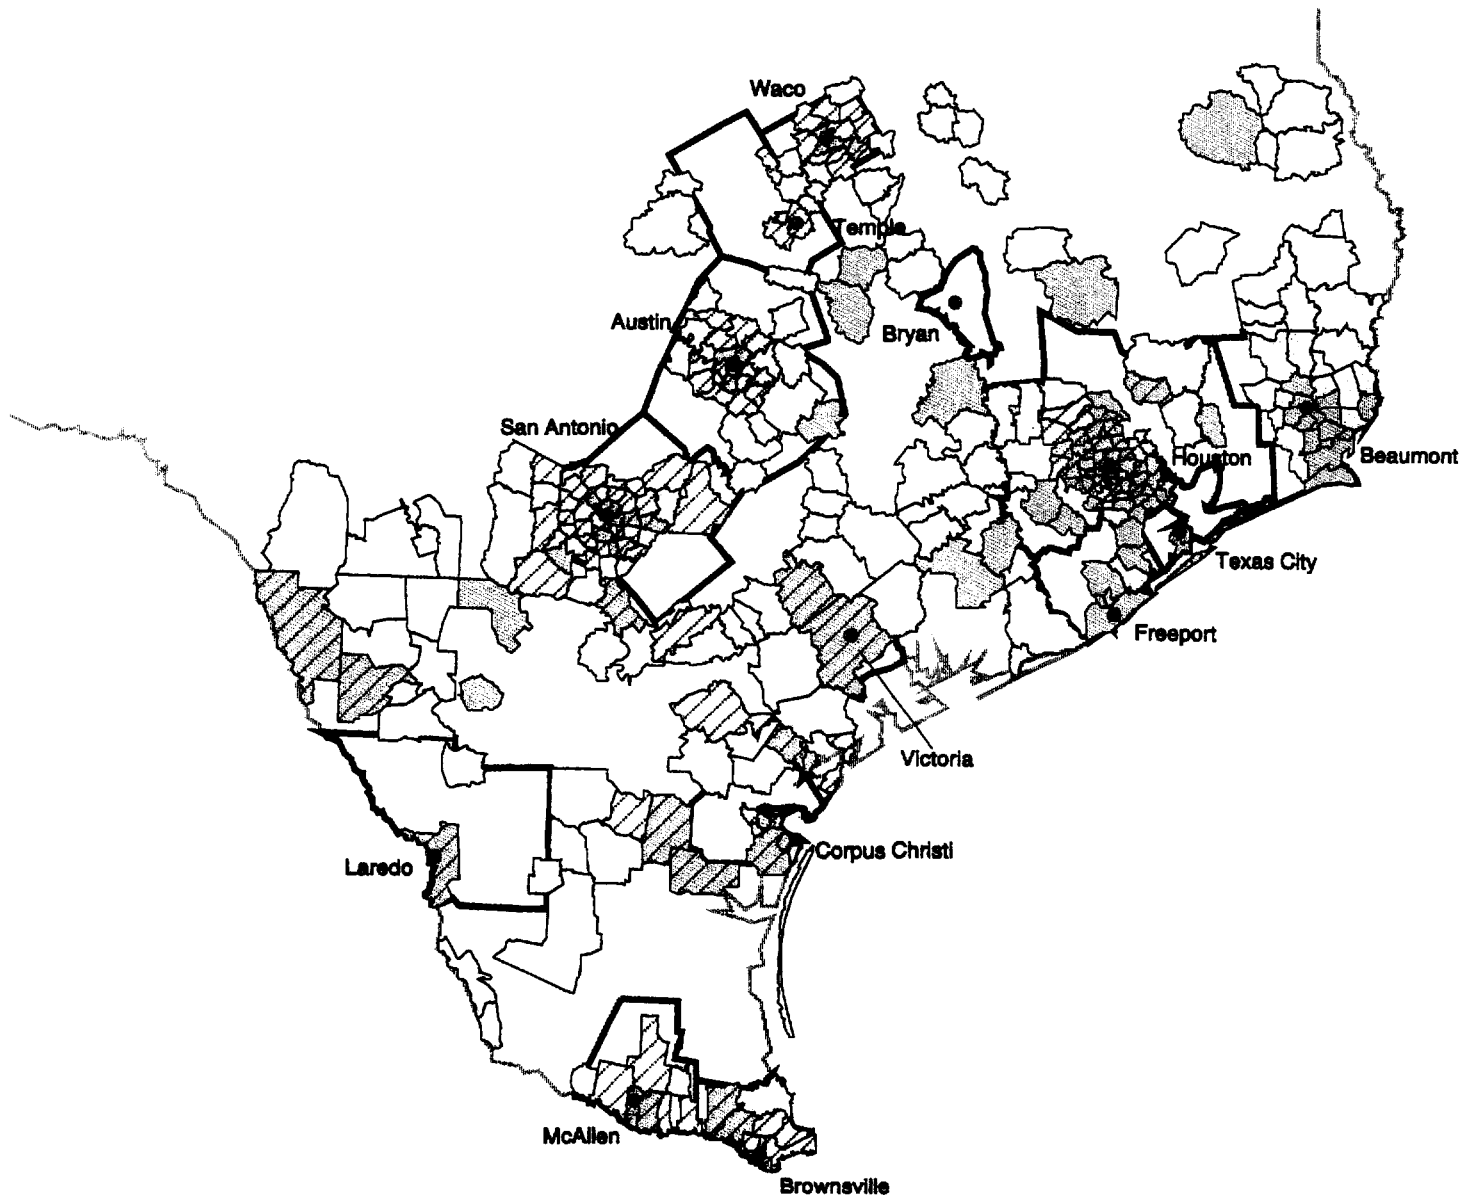 Waco
Temple
Austin
Bryan
San Antonio
Houston
Beaumont
Texas City
Freeport
Victoria
Laredo
Corpus Christi
McAllen
Brownsville